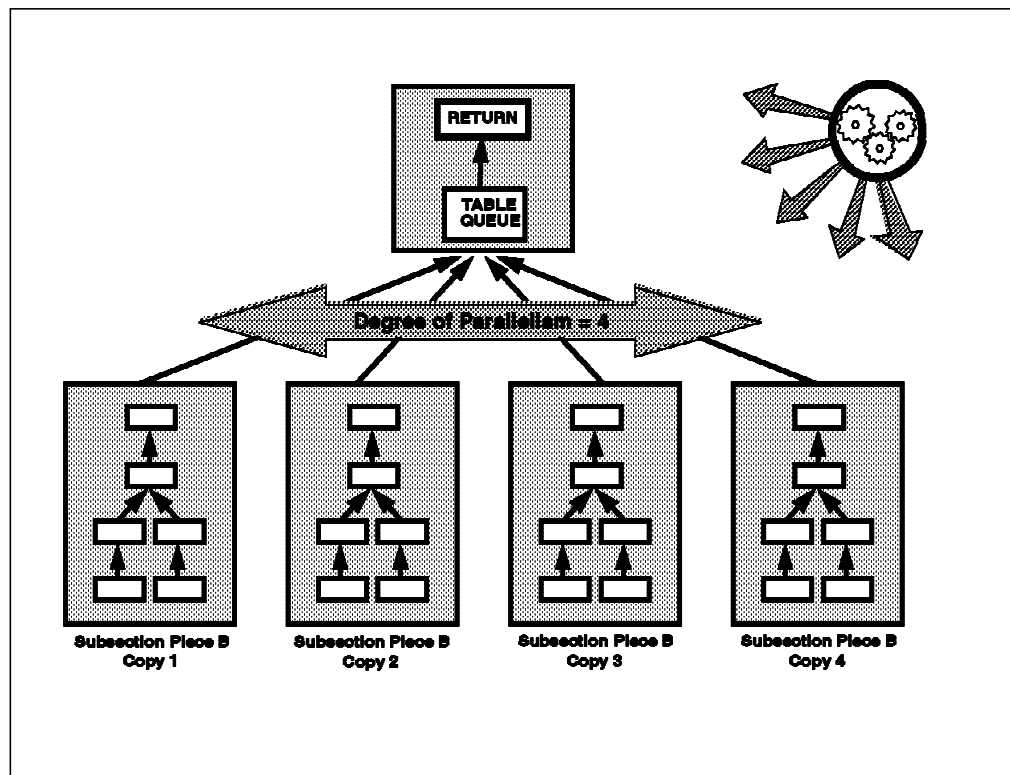 RETURN
TABLE
QUEUE
Degree of Parallelism = 4
Subsection Piece B
Copy 1
Subsection Piece B
Copy 2
Subsection Piece B
Copy 3
Subsection Piece B
Copy 4